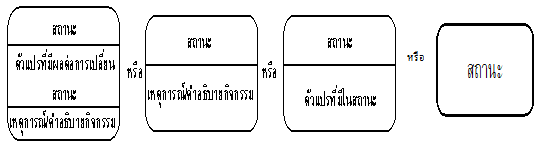 สถานะ
ตัวแปรที่มีผลต่อการเปลี่ยน
สถานะ
เหตุการณ์/คำอธิบายกิจกรรม
หรือ
สถานะ
เหตุการณ์/คำอธิบายกิจกรรม
หรือ
สถานะ
ตัวแปรที่มีในสถานะ
หรือ
สถานะ